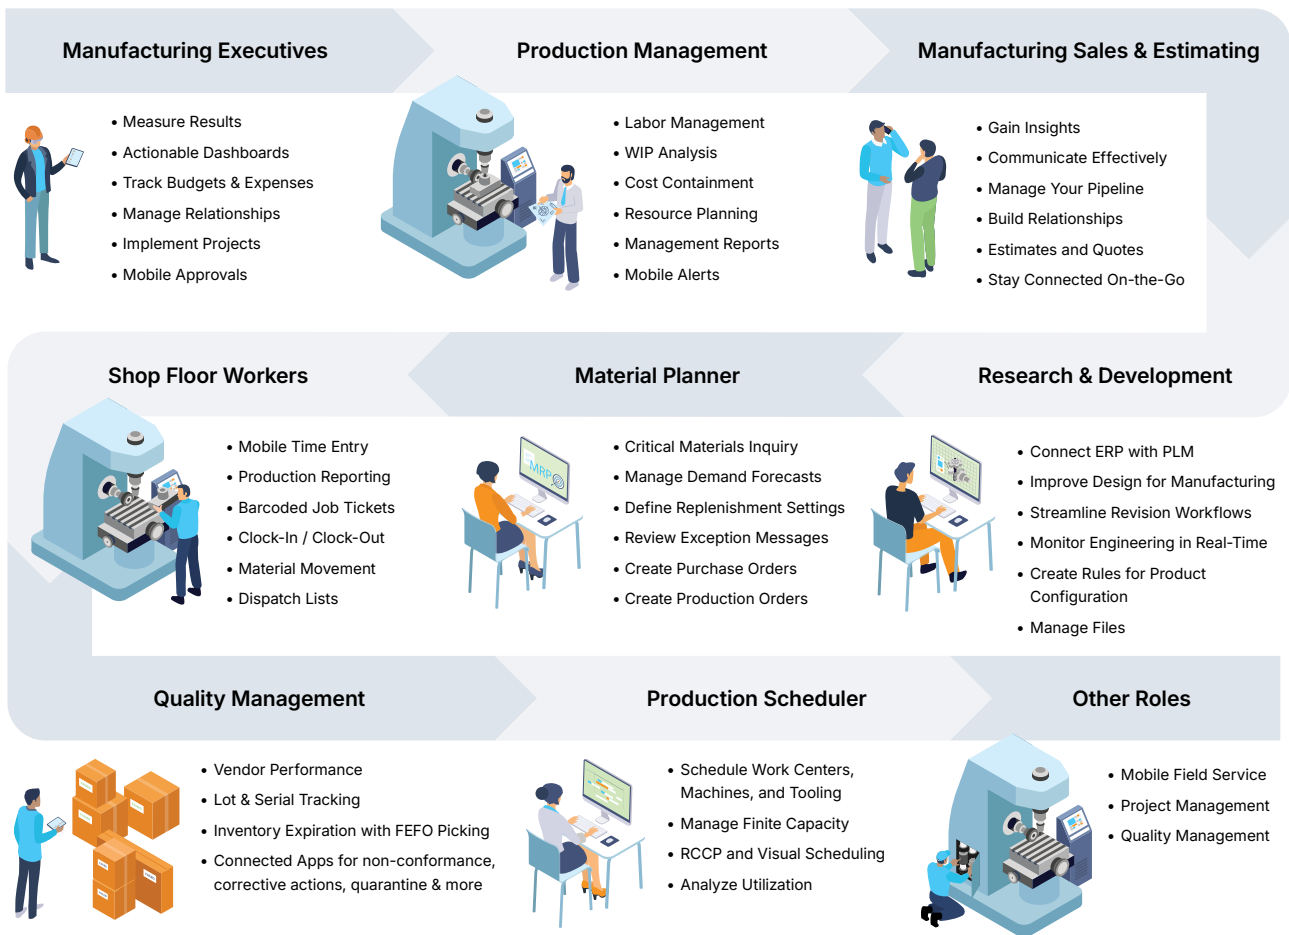 Manufacturing Executives
• Measure Results
• Actionable Dashboards
• Track Budgets & Expenses
• Manage Relationships
• Implement Projects
• Mobile Approvals
Production Management
• Labor Management
• WIP Analysis
• Cost Containment
• Resource Planning
• Management Reports
• Mobile Alerts
Manufacturing Sales & Estimating
• Gain Insights
• Communicate Effectively
• Manage Your Pipeline
• Build Relationships
• Estimates and Quotes
• Stay Connected On-the-Go
Shop Floor Workers
• Mobile Time Entry
• Production Reporting
• Barcoded Job Tickets
• Clock-In / Clock-Out
• Material Movement
• Dispatch Lists
Material Planner
MRP
• Critical Materials Inquiry
• Manage Demand Forecasts
• Define Replenishment Settings
• Review Exception Messages
• Create Purchase Orders
• Create Production Orders
Research & Development
• Connect ERP with PLM
• Improve Design for Manufacturing
• Streamline Revision Workflows
• Monitor Engineering in Real-Time
• Create Rules for Product
Configuration
• Manage Files
Quality Management
• Vendor Performance
• Lot & Serial Tracking
• Inventory Expiration with FEFO Picking
• Connected Apps for non-conformance,
corrective actions, quarantine & more
Production Scheduler
• Schedule Work Centers,
Machines, and Tooling
• Manage Finite Capacity
• RCCP and Visual Scheduling
• Analyze Utilization
Other Roles
• Mobile Field Service
• Project Management
• Quality Management